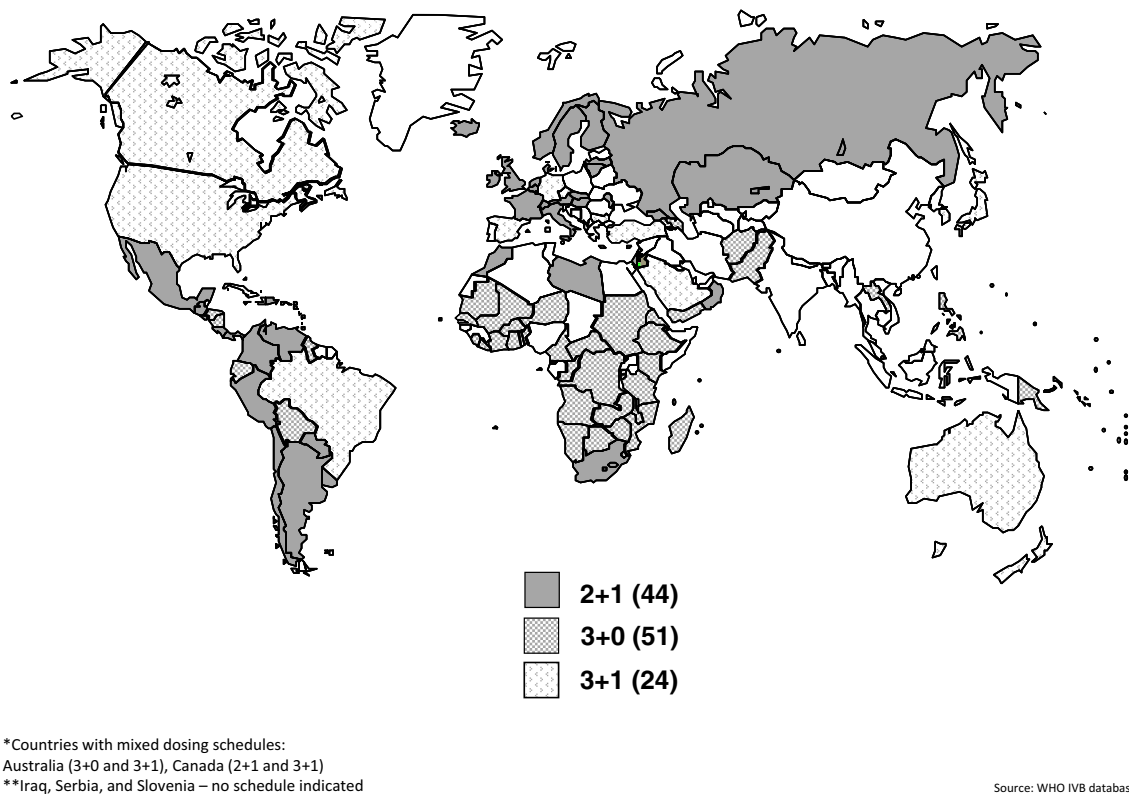 2+1 (44)
3+0 (51)
3+1 (24)
*Countries with mixed dosing schedules:
Australia (3+0 and 3+1), Canada (2+1 and 3+1)
**Iraq, Serbia, and Slovenia – no schedule indicated
Source: WHO IVB databas